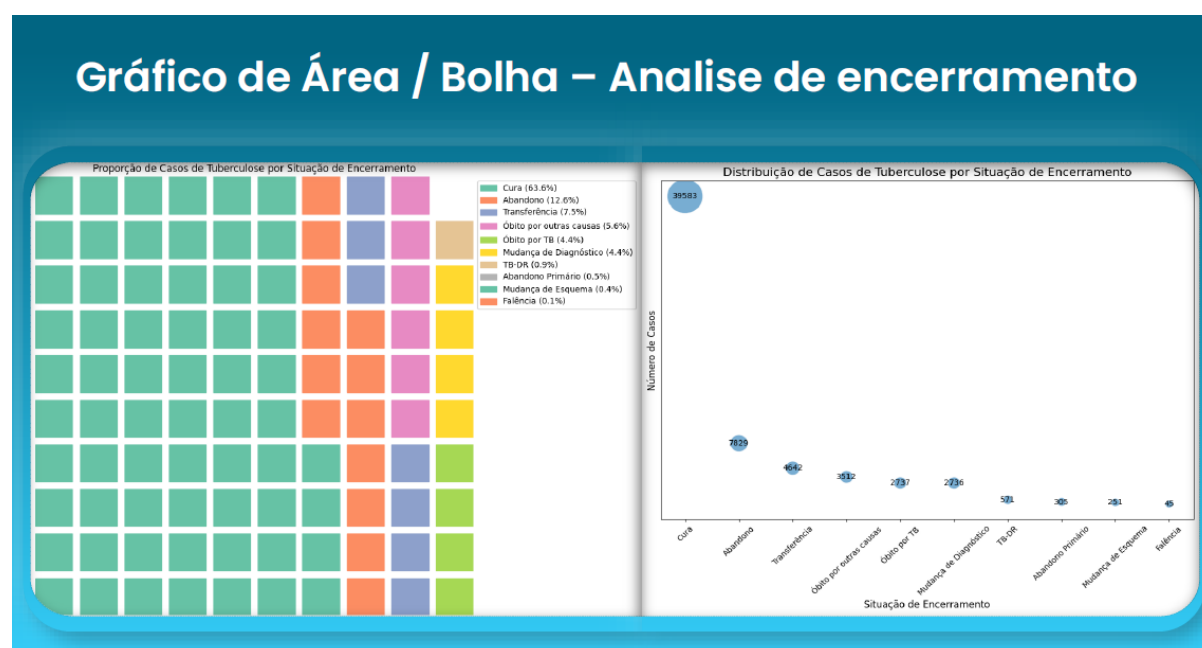 Gráfico de Área / Bolha – Analise de encerramento
Proporção de Casos de Tuberculose por Situação de Encerramento
Cura (63.6%)
Abandono (12.6%)
Transferência (7.5%)
Óbito por outras causas (5.6%)
Óbito por TB (4.4%)
Mudança de Diagnóstico (4.4%)
TB-DR (0.9%)
Abandono Primário (0.5%)
Mudança de Esquema (0.4%)
Falência (0.1%)
Distribuição de Casos de Tuberculose por Situação de Encerramento
Número de Casos
39583
7829
4642
3512
2737
2736
571
305
251
45
Cura
Abandono
Transferência
Óbito por outras causas
Óbito por TB
Mudança de Diagnóstico
TB-DR
Abandono Primário
Mudança de Esquema
Falência
Situação de Encerramento